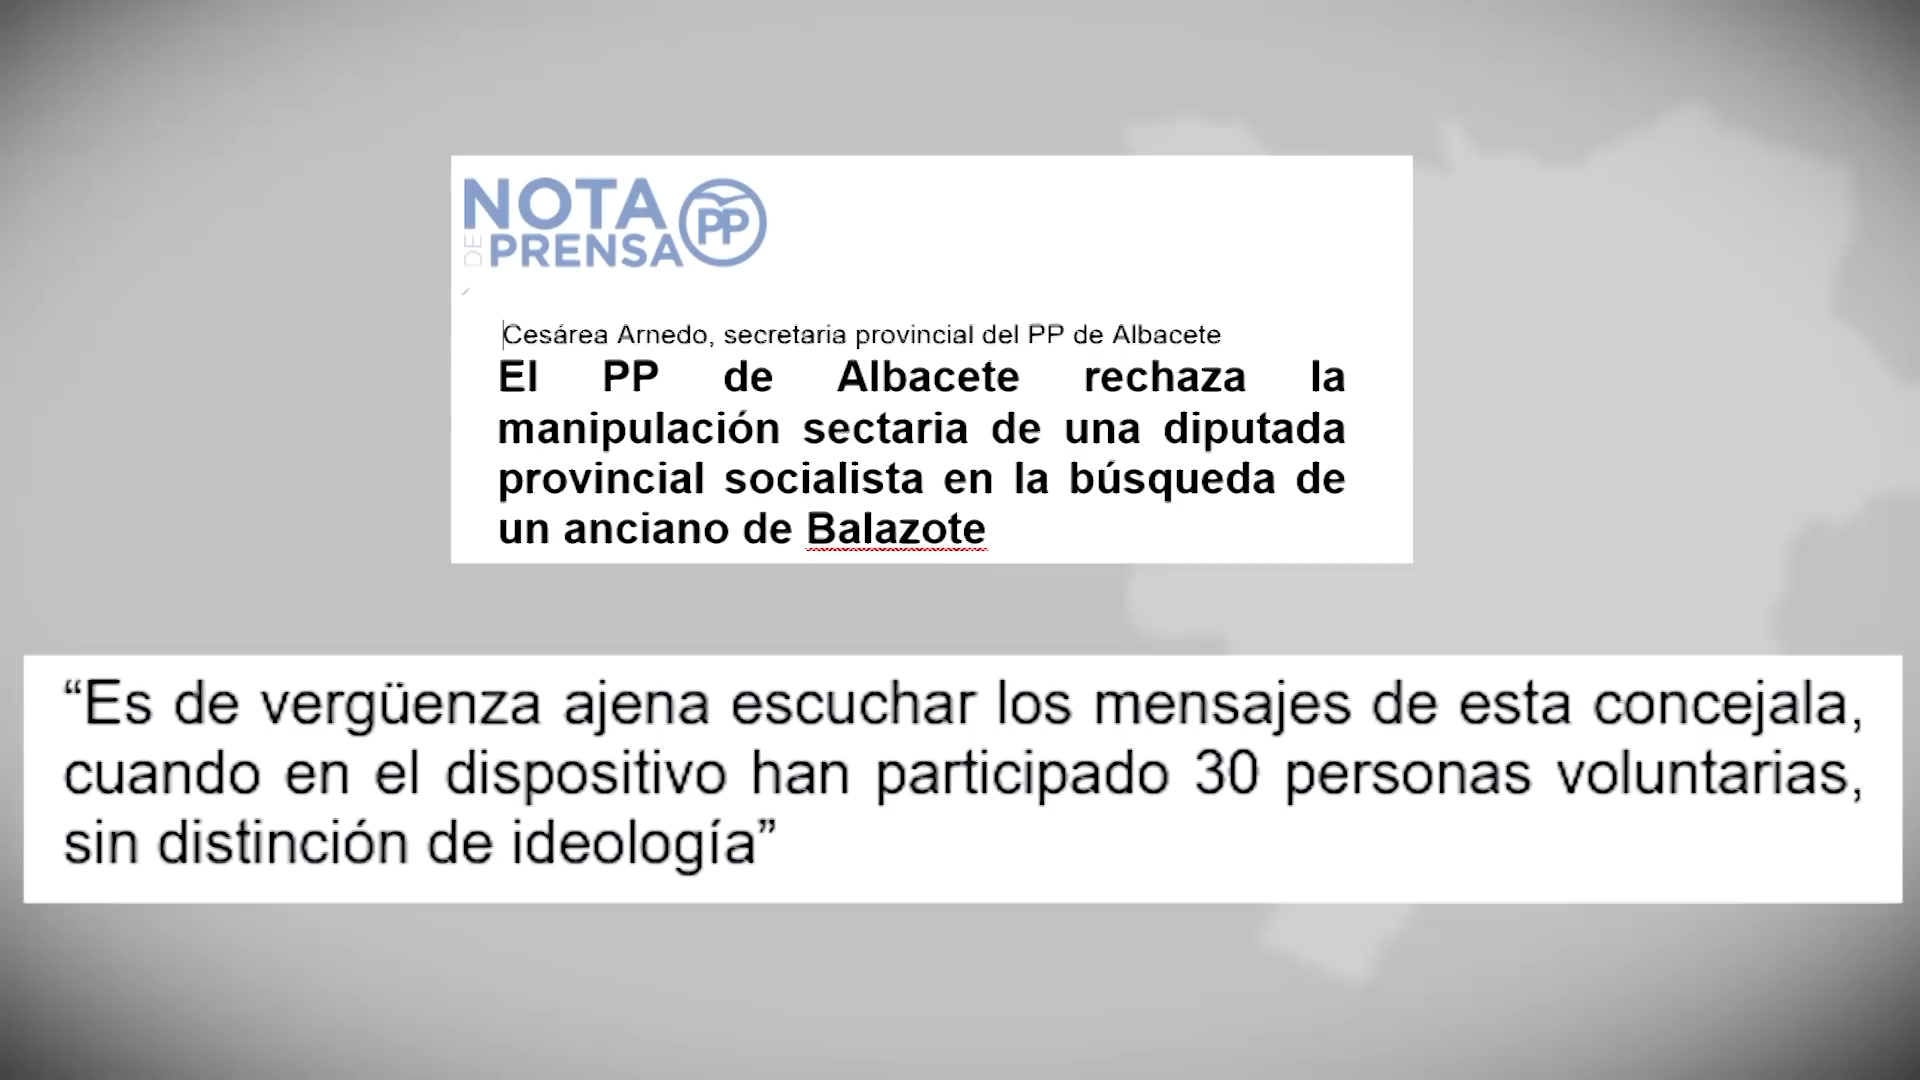 NOTA
DE PRENSA PP
Cesárea Arnedo, secretaria provincial del PP de Albacete
El PP de Albacete rechaza la
manipulación sectaria de una diputada
provincial socialista en la búsqueda de
un anciano de Balazote
“Es de vergüenza ajena escuchar los mensajes de esta concejala,
cuando en el dispositivo han participado 30 personas voluntarias,
sin distinción de ideología”